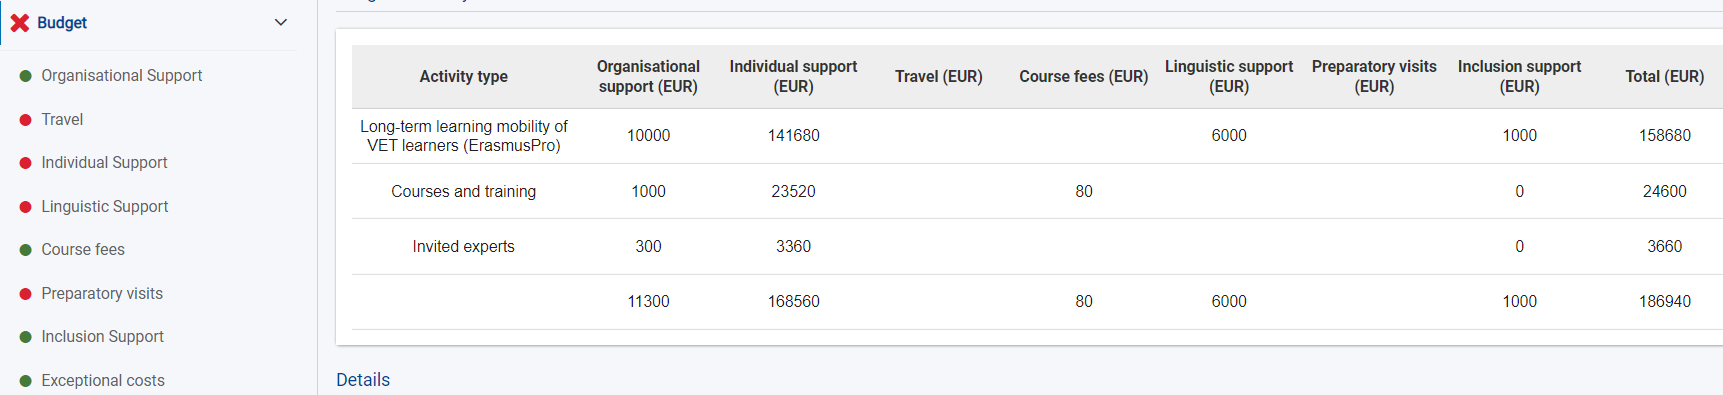 Budget
Organisational Support
Travel
Individual Support
Linguistic Support
Course fees
Preparatory visits
Inclusion Support
Exceptional costs
Activity type Organisational support (EUR) Individual support (EUR) Travel (EUR) Course fees (EUR) Linguistic support (EUR) Preparatory visits (EUR) Inclusion support (EUR) Total (EUR)
Long-term learning mobility of VET learners (ErasmusPro) 10000 141680 6000 1000 158680
Courses and training 1000 23520 80 0 24600
Invited experts 300 3360 0 3660
11300 168560 80 6000 1000 186940
Details